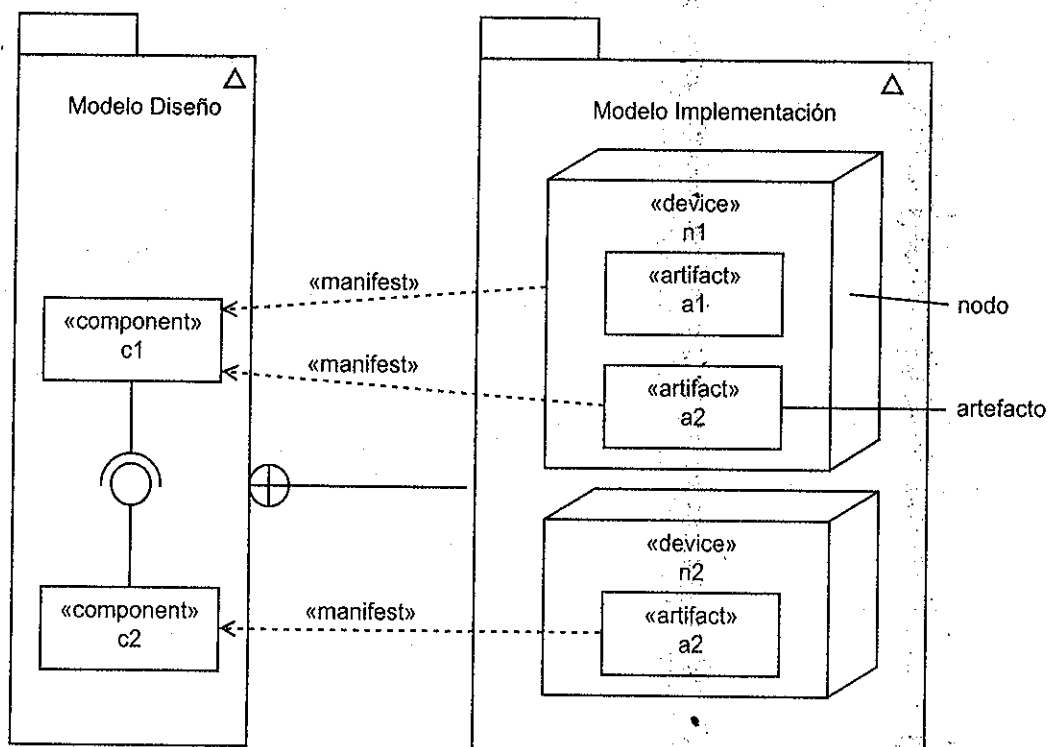 Modelo Diseño
«component»
c1
«component»
c2
«manifest»
«manifest»
«manifest»
Modelo Implementación
«device»
n1
«artifact»
a1
«artifact»
a2
«device»
n2
«artifact»
a2
nodo
artefacto